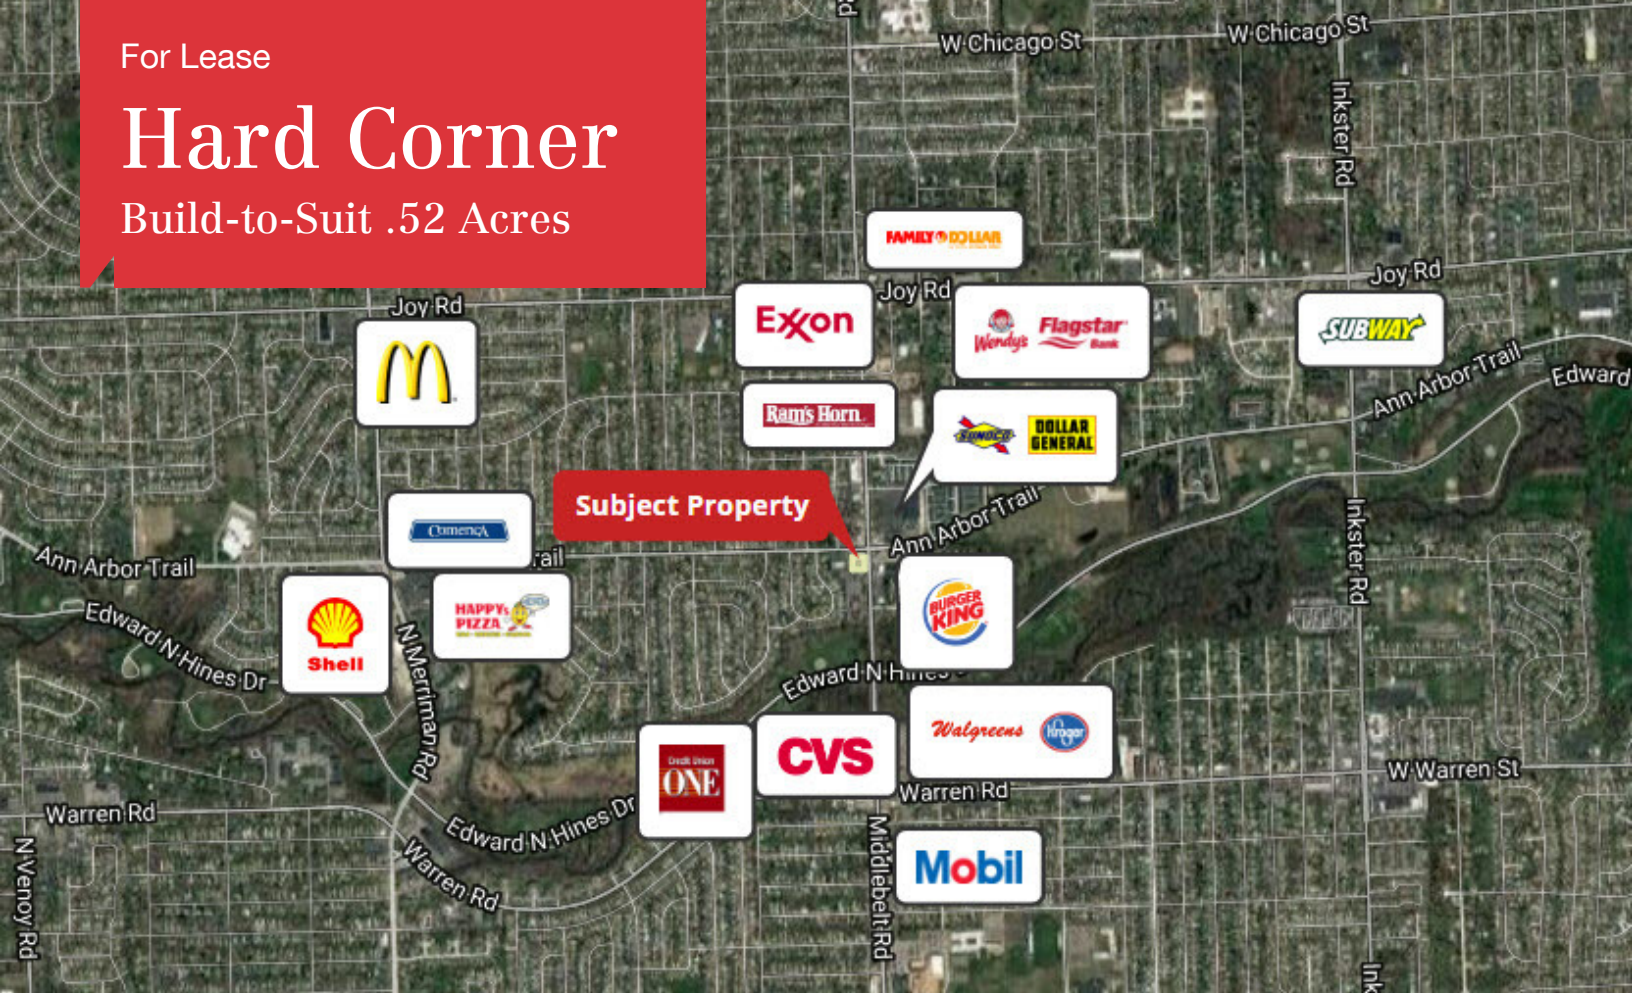 For Lease
Hard Corner
Build-to-Suit .52 Acres
W Chicago St
W Chicago St
Inkster Rd
FAMILY DOLLAR
Joy Rd
Joy Rd
Joy Rd
Exxon
Wendy's
Flagstar
Bank
SUBWAY
Ann Arbor Trail
Edward
Ram's Horn
SUNOCO
DOLLAR
GENERAL
Subject Property
Ann Arbor Trail
Inkster Rd
Comerica
Ann Arbor Trail
rail
Edward N Hines Dr
Shell
HAPPY's
PIZZA
N Merriman Rd
BURGER
KING
Edward N Hines
Walgreens
Kroger
Credit Union
ONE
CVS
W Warren St
Warren Rd
Warren Rd
Edward N Hines Dr
Warren Rd
N Venoy Rd
Middlebelt Rd
Mobil
Ink